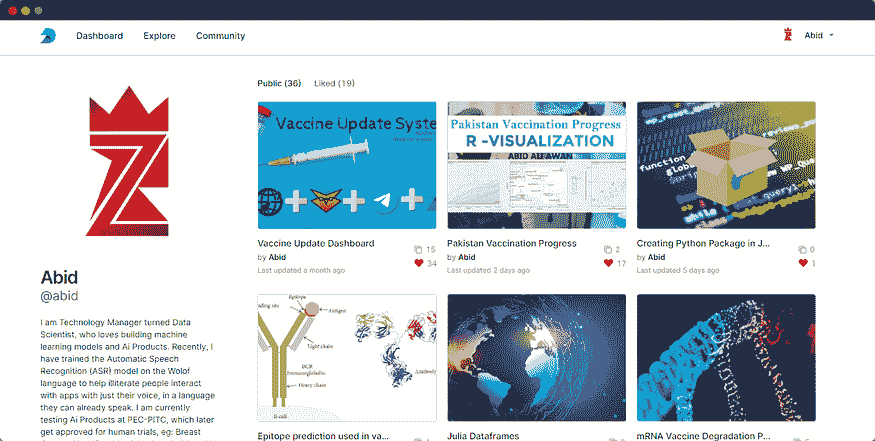 Dashboard Explore Community Abid
Public (36) Liked (19)
Vaccine Update Syste
Pakistan Vaccination Progress
R -VISUALIZATION
ABID ALI AWAN
function
Vaccine Update Dashboard 15
by Abid 34
Last updated a month ago
Pakistan Vaccination Progress 2
by Abid 17
Last updated 2 days ago
Creating Python Package in J... 0
by Abid 1
Last updated 5 days ago
Abid
@abid
I am Technology Manager turned Data
Scientist, who loves building machine
learning models and Ai Products. Recently, I
have trained the Automatic Speech
Recognition (ASR) model on the Wolof
language to help illiterate people interact
with apps with just their voice, in a language
they can already speak. I am currently
testing Ai Products at PEC-PITC, which later
get approved for human trials, eg: Breast
Epitope
Antigen
Light chain
Heavy chain
Antibody
Epitope prediction used in va...
Julia Dataframes
mRNA Vaccine Degradation P...